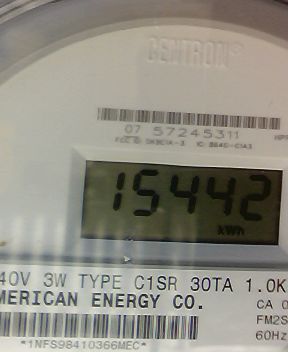 CENTRON®
07 57245311
15442
kWh
40V 3W TYPE C1SR 30TA 1.0K
MERICAN ENERGY CO.
CA 0
FM2S
60Hz
*1NFS98410366MEC*